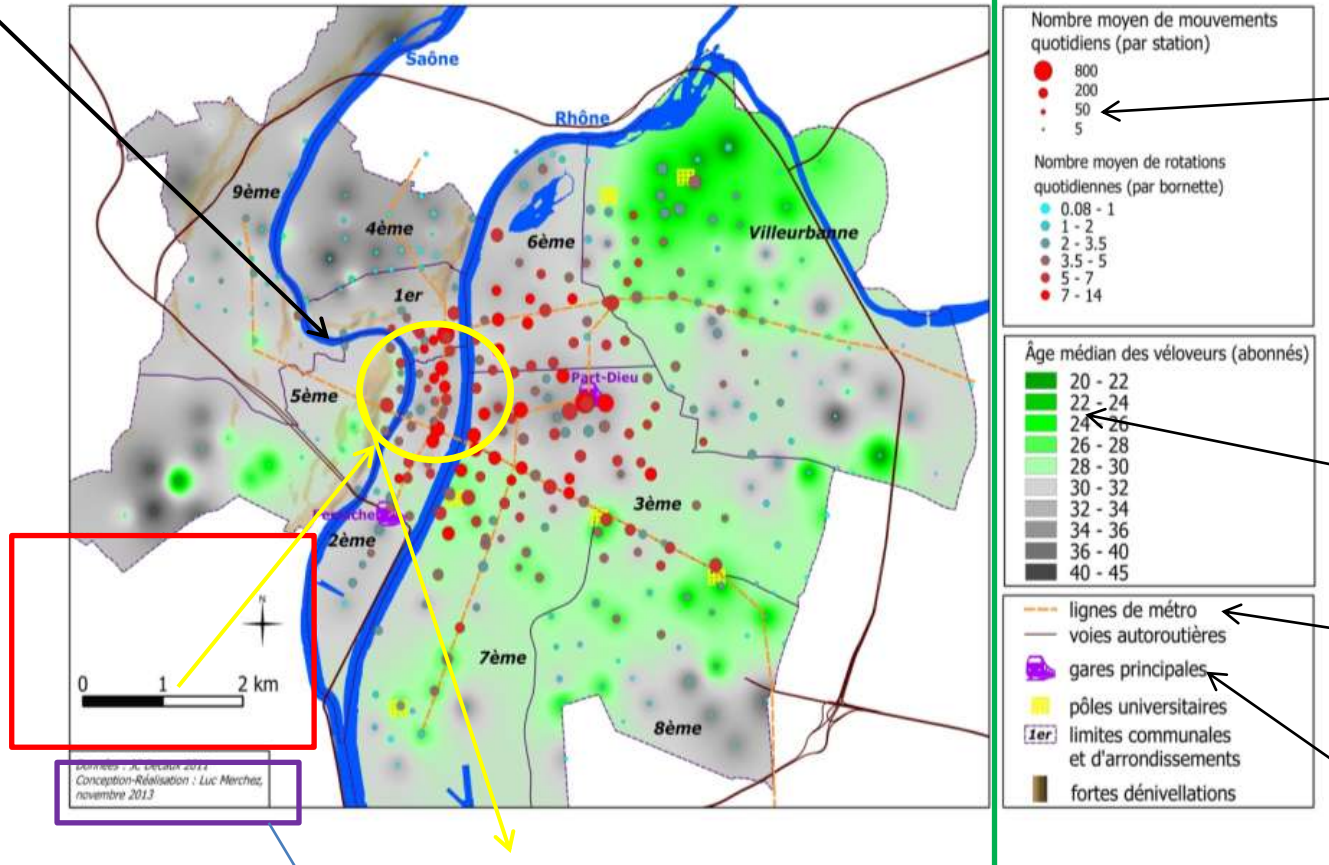 Saône
Rhône
9ème
4ème
6ème
Villeurbanne
1er
Part-Dieu
5ème
3ème
2ème
7ème
8ème
N
0 1 2 km
Données : JC Decaux 2011
Conception-Réalisation : Luc Merchez,
novembre 2013
Nombre moyen de mouvements
quotidiens (par station)
800
200
50
5
Nombre moyen de rotations
quotidiennes (par bornette)
0.08 - 1
1 - 2
2 - 3.5
3.5 - 5
5 - 7
7 - 14
Âge médian des véloveurs (abonnés)
20 - 22
22 - 24
24 - 26
26 - 28
28 - 30
30 - 32
32 - 34
34 - 36
36 - 40
40 - 45
lignes de métro
voies autoroutières
gares principales
pôles universitaires
1er limites communales
et d'arrondissements
fortes dénivellations